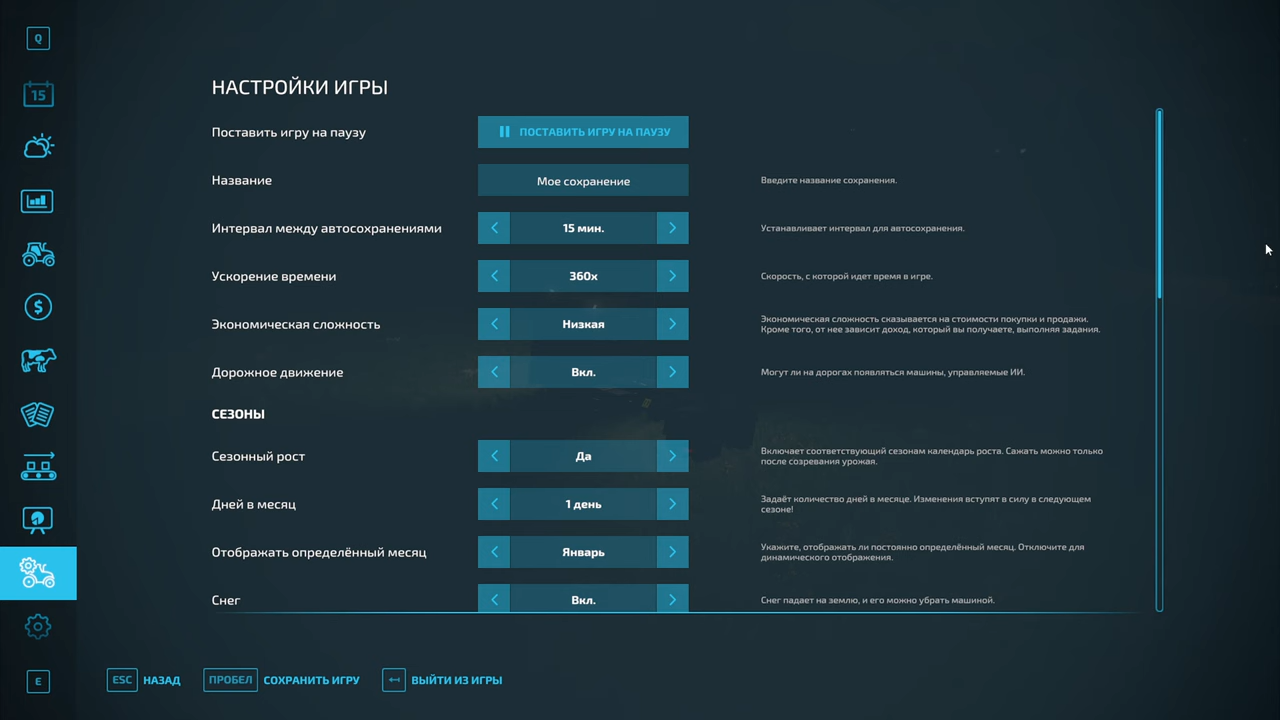 Q
15
НАСТРОЙКИ ИГРЫ
Поставить игру на паузу
ПОСТАВИТЬ ИГРУ НА ПАУЗУ
Название
Мое сохранение
Введите название сохранения.
Интервал между автосохранениями
15 мин.
Устанавливает интервал для автосохранения.
Ускорение времени
360x
Скорость, с которой идет время в игре.
Экономическая сложность
Низкая
Экономическая сложность сказывается на стоимости покупки и продажи.
Кроме того, от нее зависит доход, который вы получаете, выполняя задания.
Дорожное движение
Вкл.
Могут ли на дорогах появляться машины, управляемые ИИ.
СЕЗОНЫ
Сезонный рост
Да
Включает соответствующий сезонам календарь роста. Сажать можно только
после созревания урожая.
Дней в месяц
1 день
Задаёт количество дней в месяце. Изменения вступят в силу в следующем
сезоне!
Отображать определённый месяц
Январь
Укажите, отображать ли постоянно определённый месяц. Отключите для
динамического отображения.
Снег
Вкл.
Снег падает на землю, и его можно убрать машиной.
E
ESC НАЗАД
ПРОБЕЛ СОХРАНИТЬ ИГРУ
ВЫЙТИ ИЗ ИГРЫ